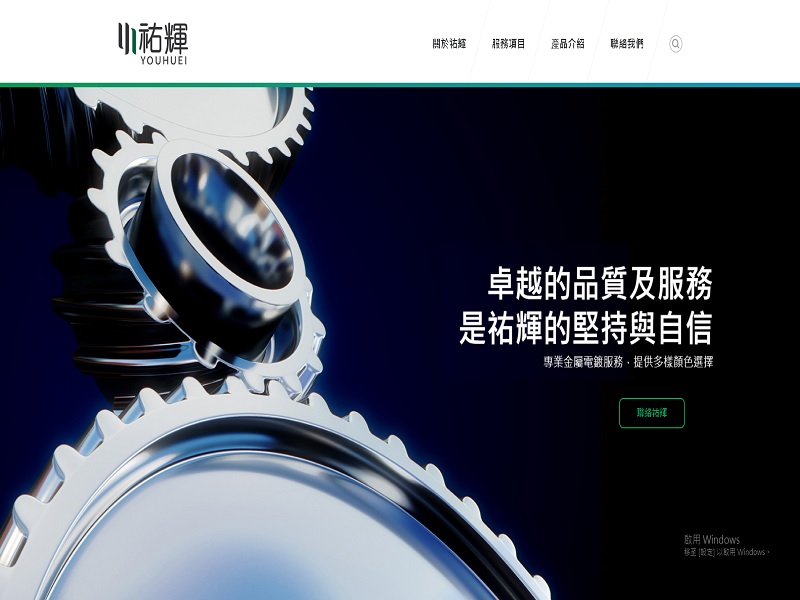 祐輝
YOUHUEI
關於祐輝
服務項目
產品介紹
聯絡我們
卓越的品質及服務
是祐輝的堅持與自信
專業金屬電鍍服務，提供多樣顏色選擇
聯絡祐輝
啟用 Windows
移至 [設定] 以啟用 Windows。